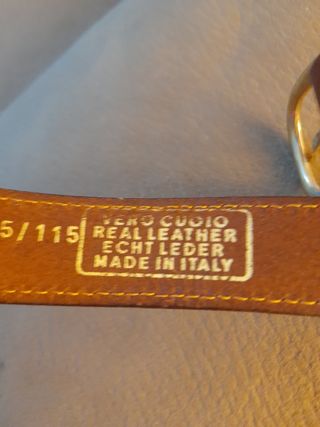 5/115
VERO CUOIO
REAL LEATHER
ECHT LEDER
MADE IN ITALY